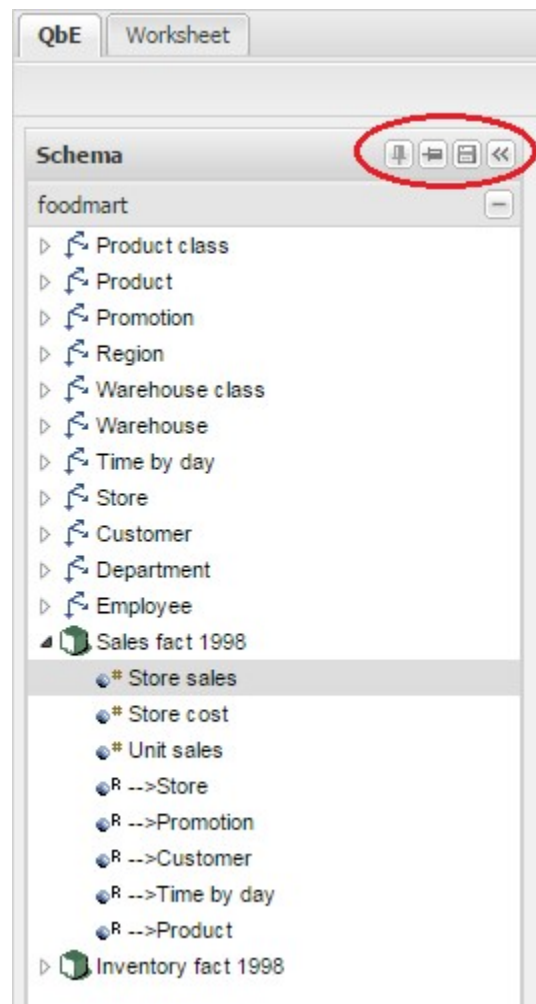 QbE Worksheet
Schema
foodmart
Product class
Product
Promotion
Region
Warehouse class
Warehouse
Time by day
Store
Customer
Department
Employee
Sales fact 1998
# Store sales
# Store cost
# Unit sales
R -->Store
R -->Promotion
R -->Customer
R -->Time by day
R -->Product
Inventory fact 1998